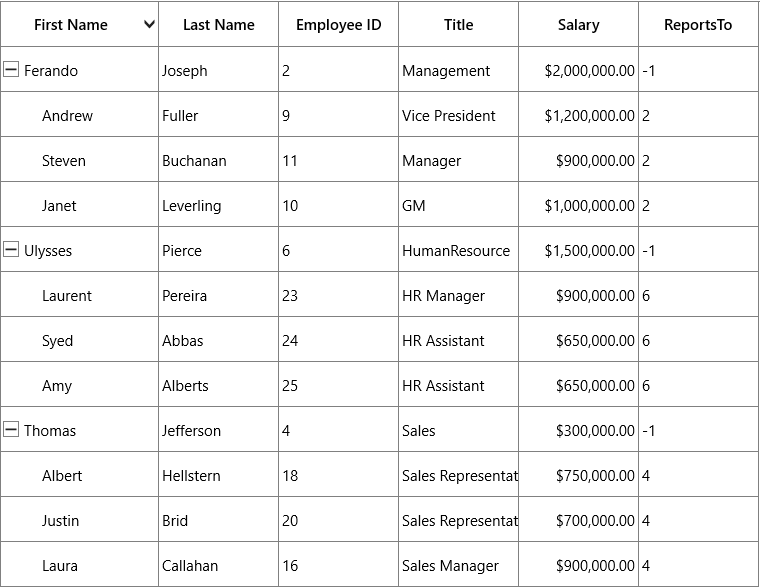 First Name Last Name Employee ID Title Salary ReportsTo
Ferando Joseph 2 Management $2,000,000.00 -1
Andrew Fuller 9 Vice President $1,200,000.00 2
Steven Buchanan 11 Manager $900,000.00 2
Janet Leverling 10 GM $1,000,000.00 2
Ulysses Pierce 6 HumanResource $1,500,000.00 -1
Laurent Pereira 23 HR Manager $900,000.00 6
Syed Abbas 24 HR Assistant $650,000.00 6
Amy Alberts 25 HR Assistant $650,000.00 6
Thomas Jefferson 4 Sales $300,000.00 -1
Albert Hellstern 18 Sales Representat $750,000.00 4
Justin Brid 20 Sales Representat $700,000.00 4
Laura Callahan 16 Sales Manager $900,000.00 4